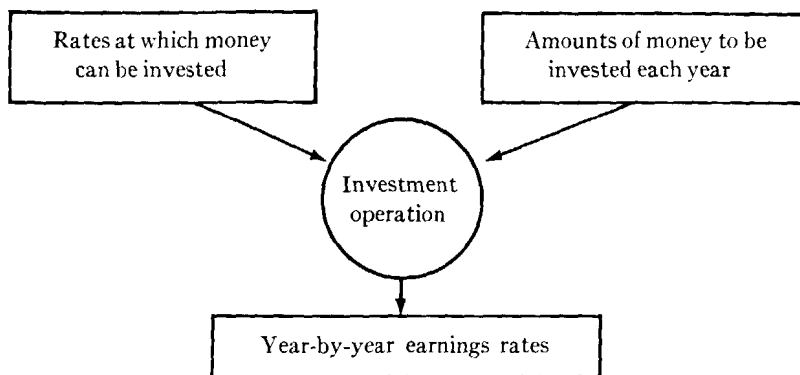 Rates at which money
can be invested
Amounts of money to be
invested each year
Investment
operation
Year-by-year earnings rates